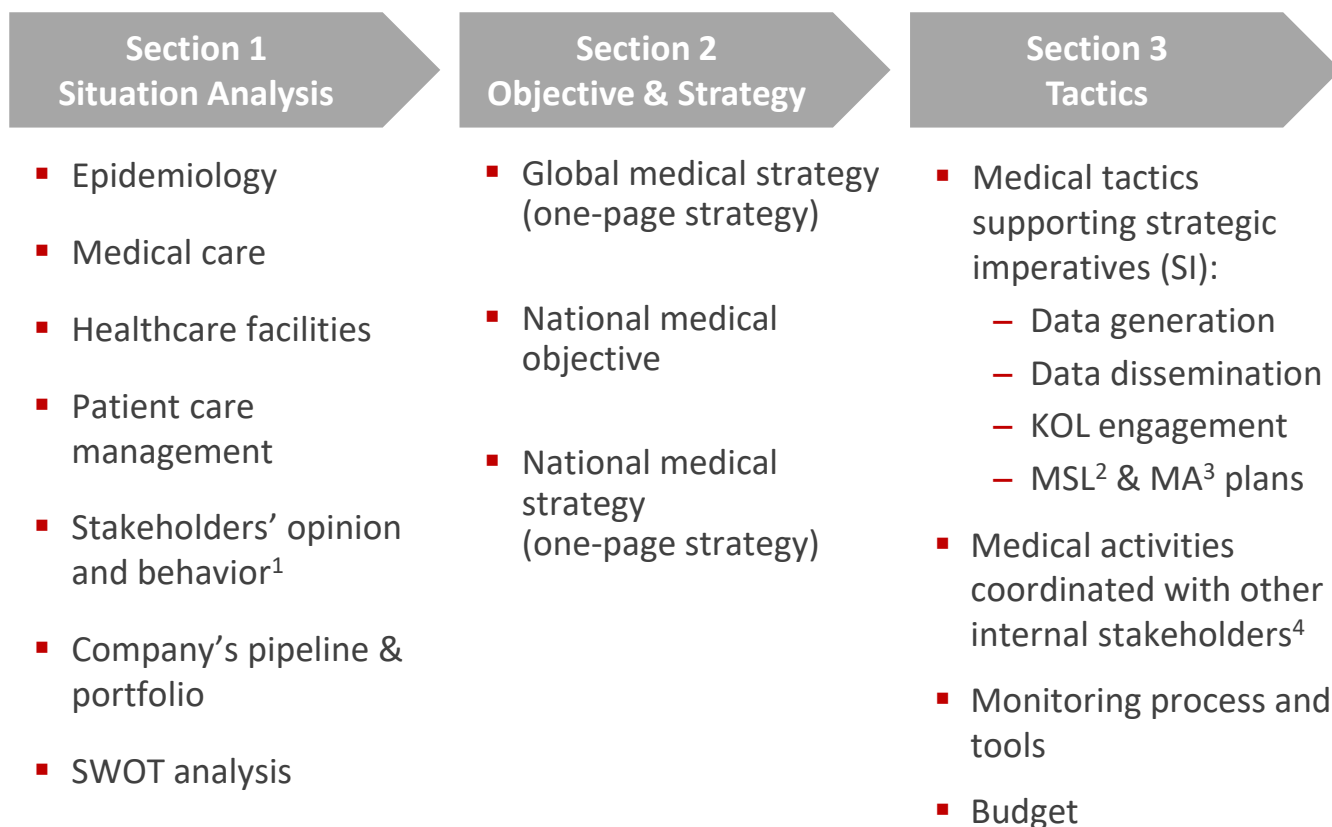 Section 1
Situation Analysis
▪ Epidemiology
▪ Medical care
▪ Healthcare facilities
▪ Patient care
management
▪ Stakeholders’ opinion
and behavior¹
▪ Company’s pipeline &
portfolio
▪ SWOT analysis
Section 2
Objective & Strategy
▪ Global medical strategy
(one-page strategy)
▪ National medical
objective
▪ National medical
strategy
(one-page strategy)
Section 3
Tactics
▪ Medical tactics
supporting strategic
imperatives (SI):
– Data generation
– Data dissemination
– KOL engagement
– MSL² & MA³ plans
▪ Medical activities
coordinated with other
internal stakeholders⁴
▪ Monitoring process and
tools
▪ Budget